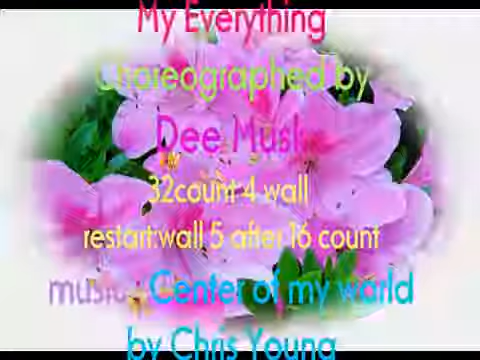 My Everything
Choreographed by
Dee Musk
32count 4 wall
restart:wall 5 after 16 count
music: Center of my world
by Chris Young